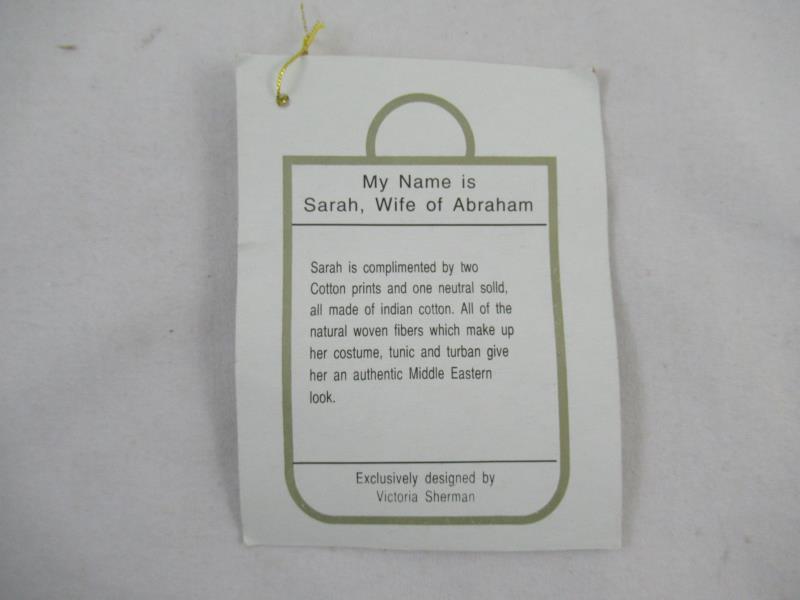 My Name is
Sarah, Wife of Abraham
Sarah is complimented by two
Cotton prints and one neutral solld,
all made of indian cotton. All of the
natural woven fibers which make up
her costume, tunic and turban give
her an authentic Middle Eastern
look.
Exclusively designed by
Victoria Sherman